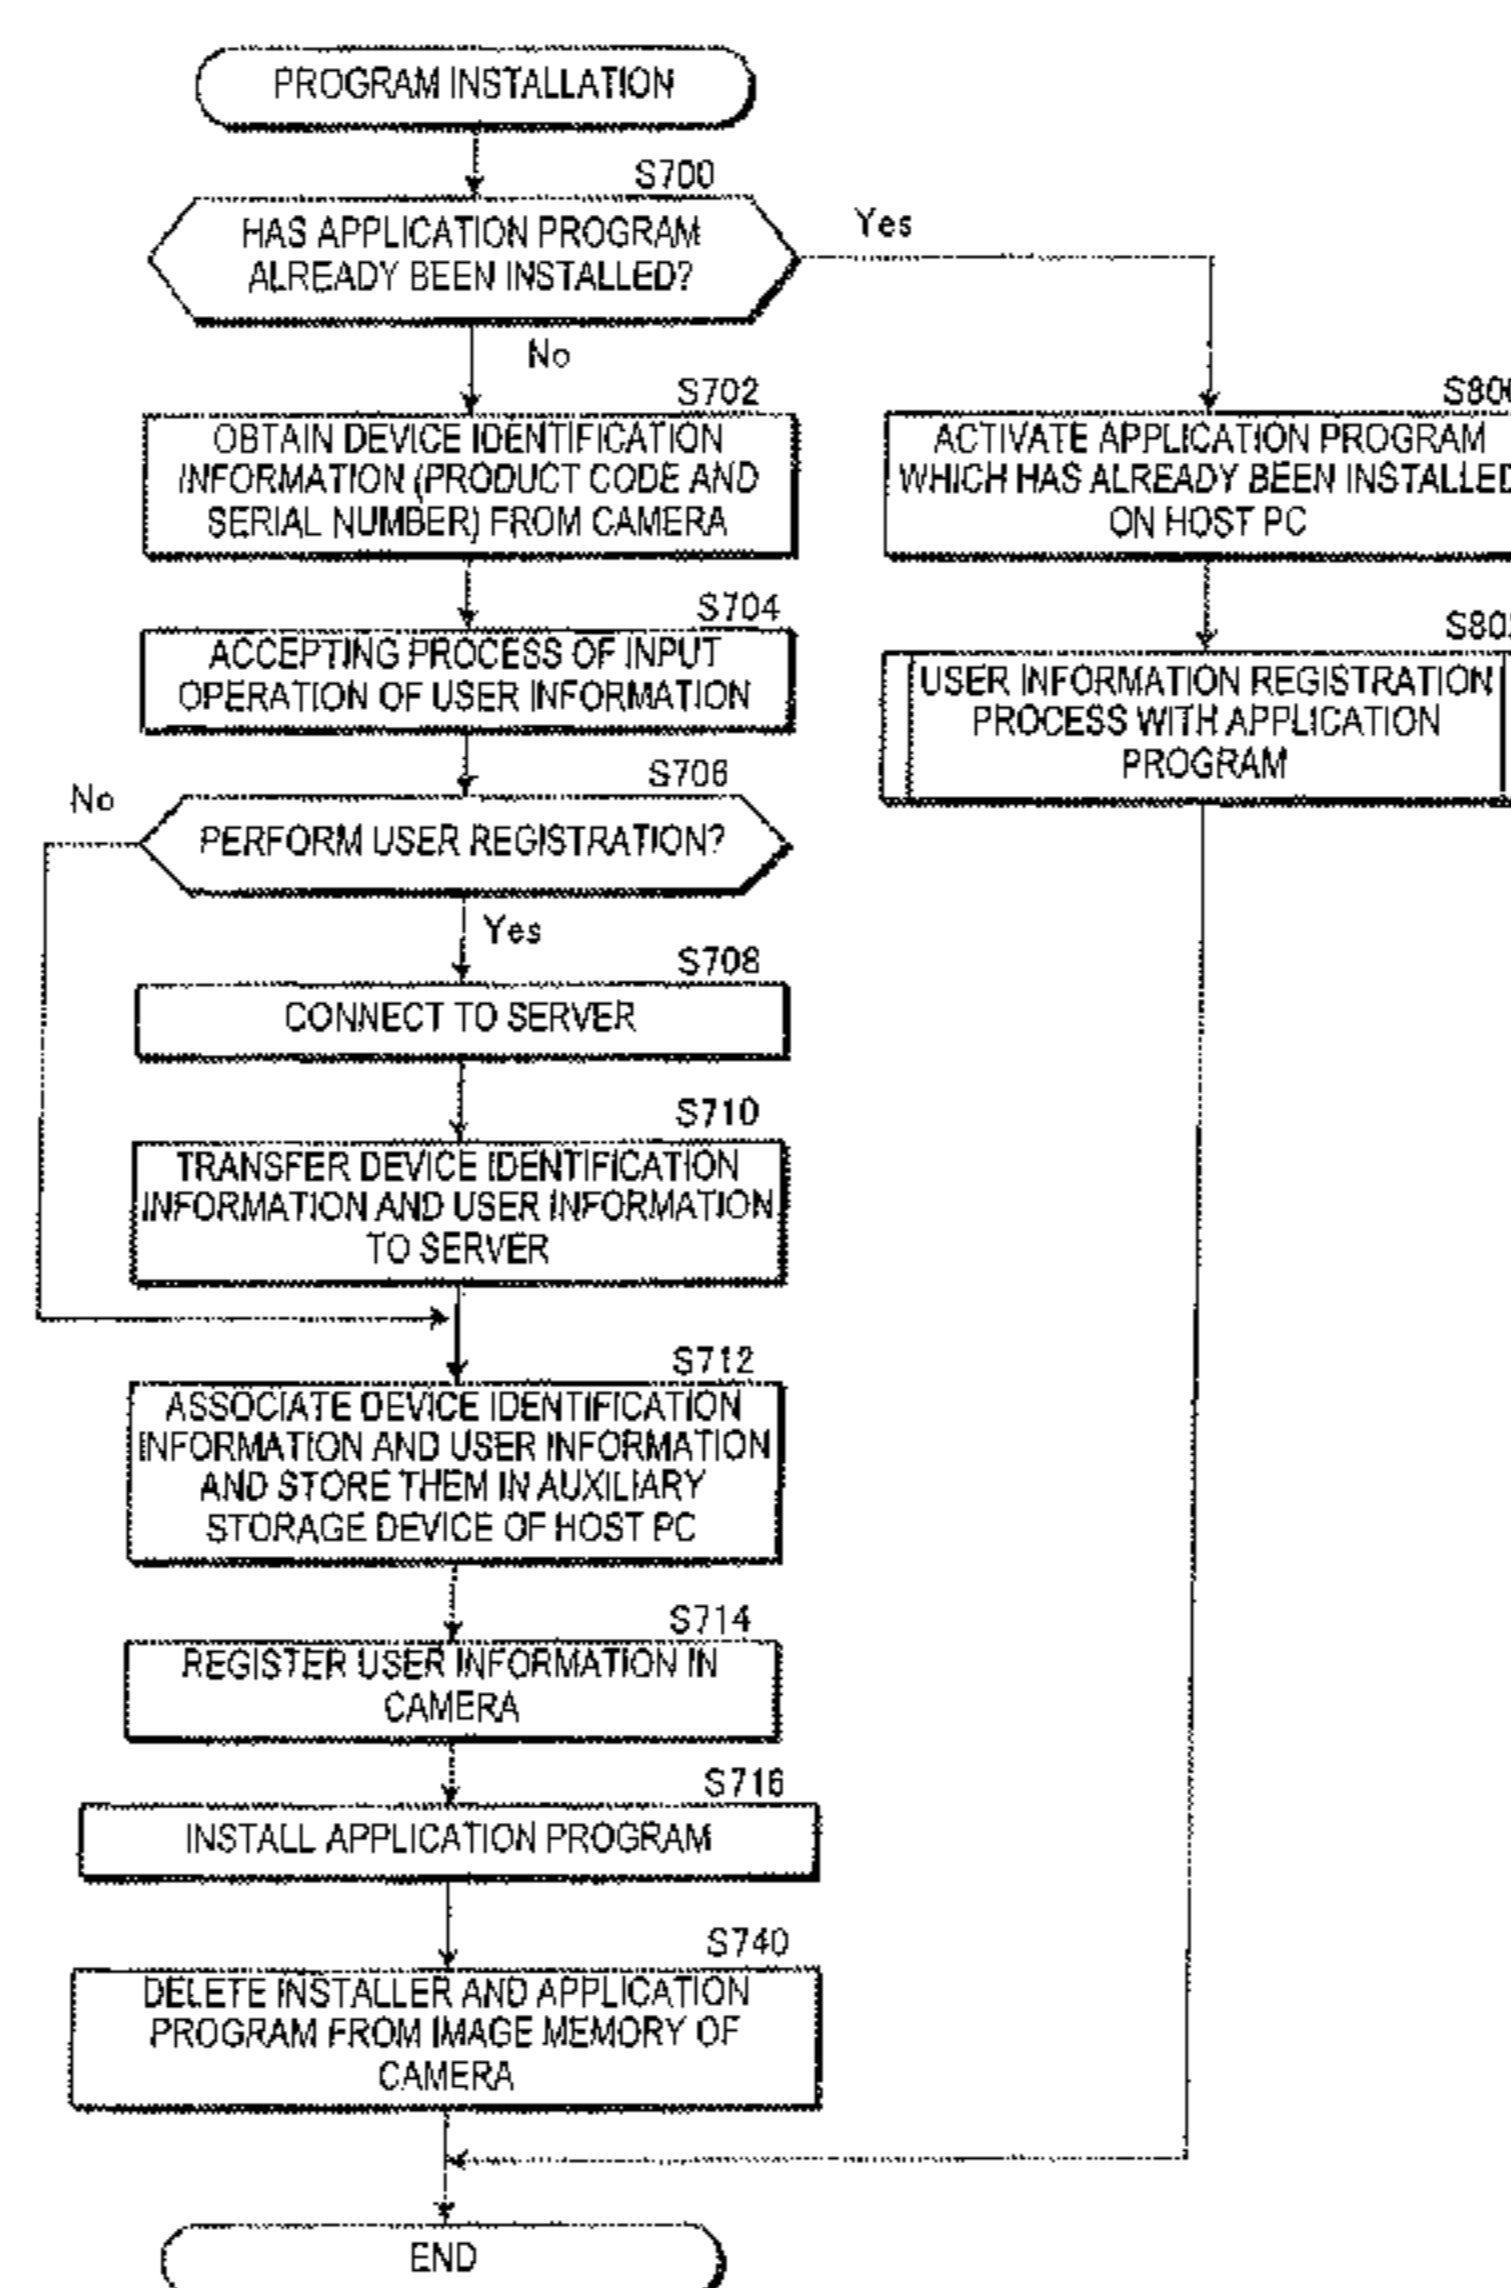 PROGRAM INSTALLATION
S700
HAS APPLICATION PROGRAM
ALREADY BEEN INSTALLED?
Yes
No
S702
OBTAIN DEVICE IDENTIFICATION
INFORMATION (PRODUCT CODE AND
SERIAL NUMBER) FROM CAMERA
S704
ACCEPTING PROCESS OF INPUT
OPERATION OF USER INFORMATION
S706
No
PERFORM USER REGISTRATION?
Yes
S708
CONNECT TO SERVER
S710
TRANSFER DEVICE IDENTIFICATION
INFORMATION AND USER INFORMATION
TO SERVER
S712
ASSOCIATE DEVICE IDENTIFICATION
INFORMATION AND USER INFORMATION
AND STORE THEM IN AUXILIARY
STORAGE DEVICE OF HOST PC
S714
REGISTER USER INFORMATION IN
CAMERA
S716
INSTALL APPLICATION PROGRAM
S740
DELETE INSTALLER AND APPLICATION
PROGRAM FROM IMAGE MEMORY OF
CAMERA
END
ACTIVATE APPLICATION PROGRAM
WHICH HAS ALREADY BEEN INSTALLED
ON HOST PC
USER INFORMATION REGISTRATION
PROCESS WITH APPLICATION
PROGRAM